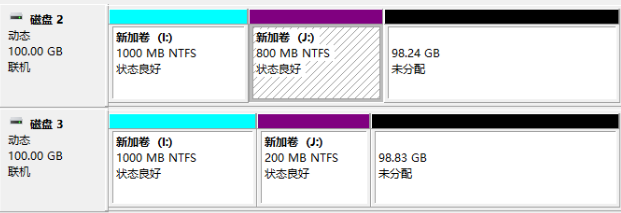 磁盘 2
动态
100.00 GB
联机
新加卷 (I:)
1000 MB NTFS
状态良好
新加卷 (J:)
800 MB NTFS
状态良好
98.24 GB
未分配
磁盘 3
动态
100.00 GB
联机
新加卷 (I:)
1000 MB NTFS
状态良好
新加卷 (J:)
200 MB NTFS
状态良好
98.83 GB
未分配